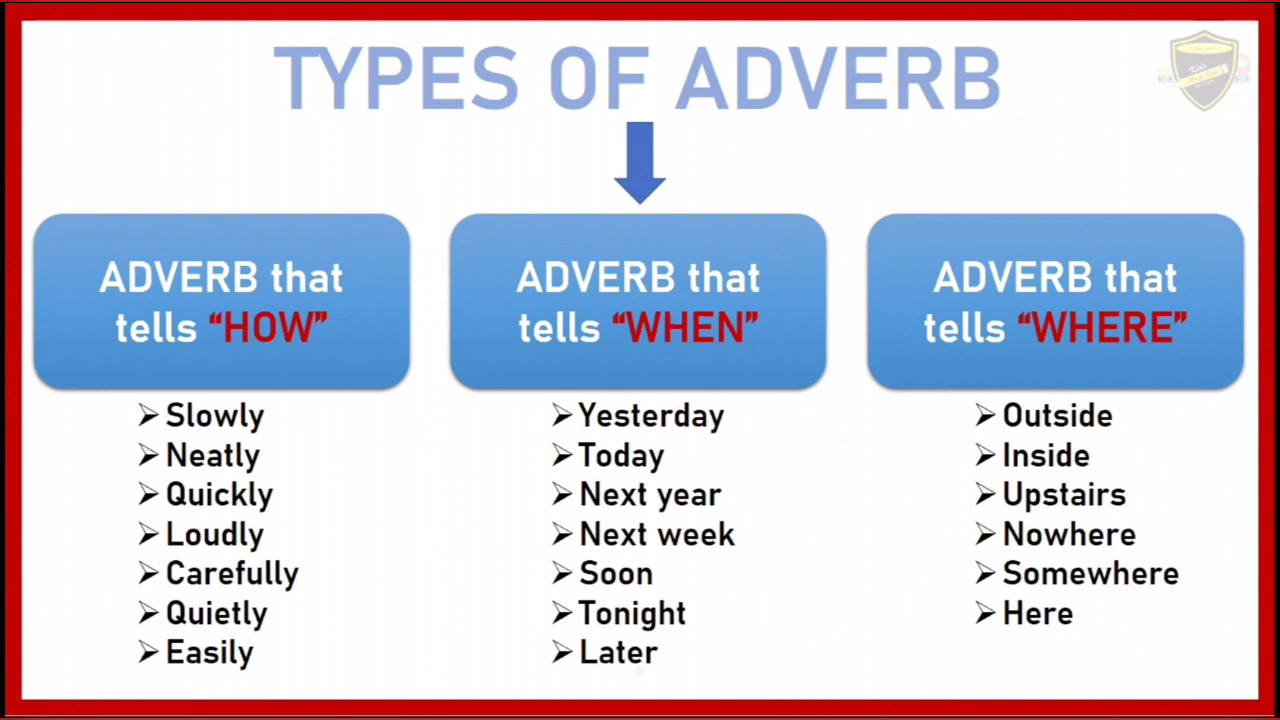 TYPES OF ADVERB
ADVERB that
tells “HOW”
Slowly
Neatly
Quickly
Loudly
Carefully
Quietly
Easily
ADVERB that
tells “WHEN”
Yesterday
Today
Next year
Next week
Soon
Tonight
Later
ADVERB that
tells “WHERE”
Outside
Inside
Upstairs
Nowhere
Somewhere
Here